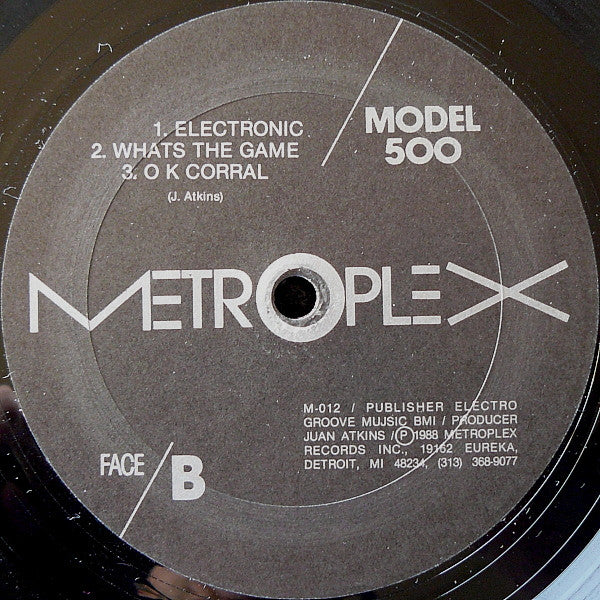 1. ELECTRONIC
2. WHATS THE GAME
3. O K CORRAL
(J. Atkins)
MODEL
500
METROPLEX
M-012 / PUBLISHER ELECTRO
GROOVE MUJSIC BMI / PRODUCER
JUAN ATKINS / ℗ 1988 METROPLEX
RECORDS INC., 19152 EUREKA,
DETROIT, MI 48234, (313) 368-9077
FACE / B